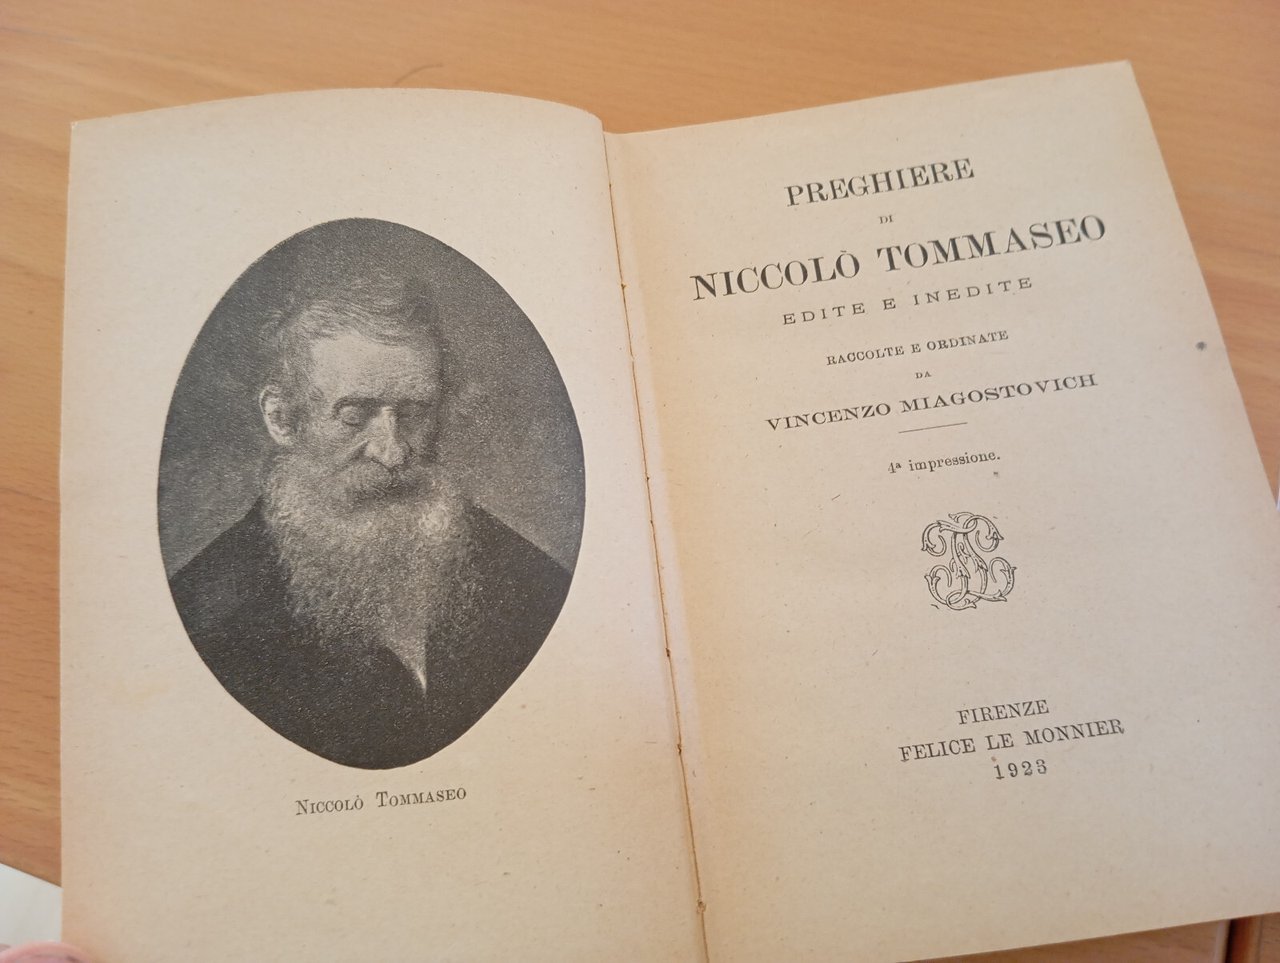 NICCOLÒ TOMMASEO
PREGHIERE
DI
NICCOLÒ TOMMASEO
EDITE E INEDITE
RACCOLTE E ORDINATE
DA
VINCENZO MIAGOSTOVICH
4ª impressione.
FIRENZE
FELICE LE MONNIER
1923